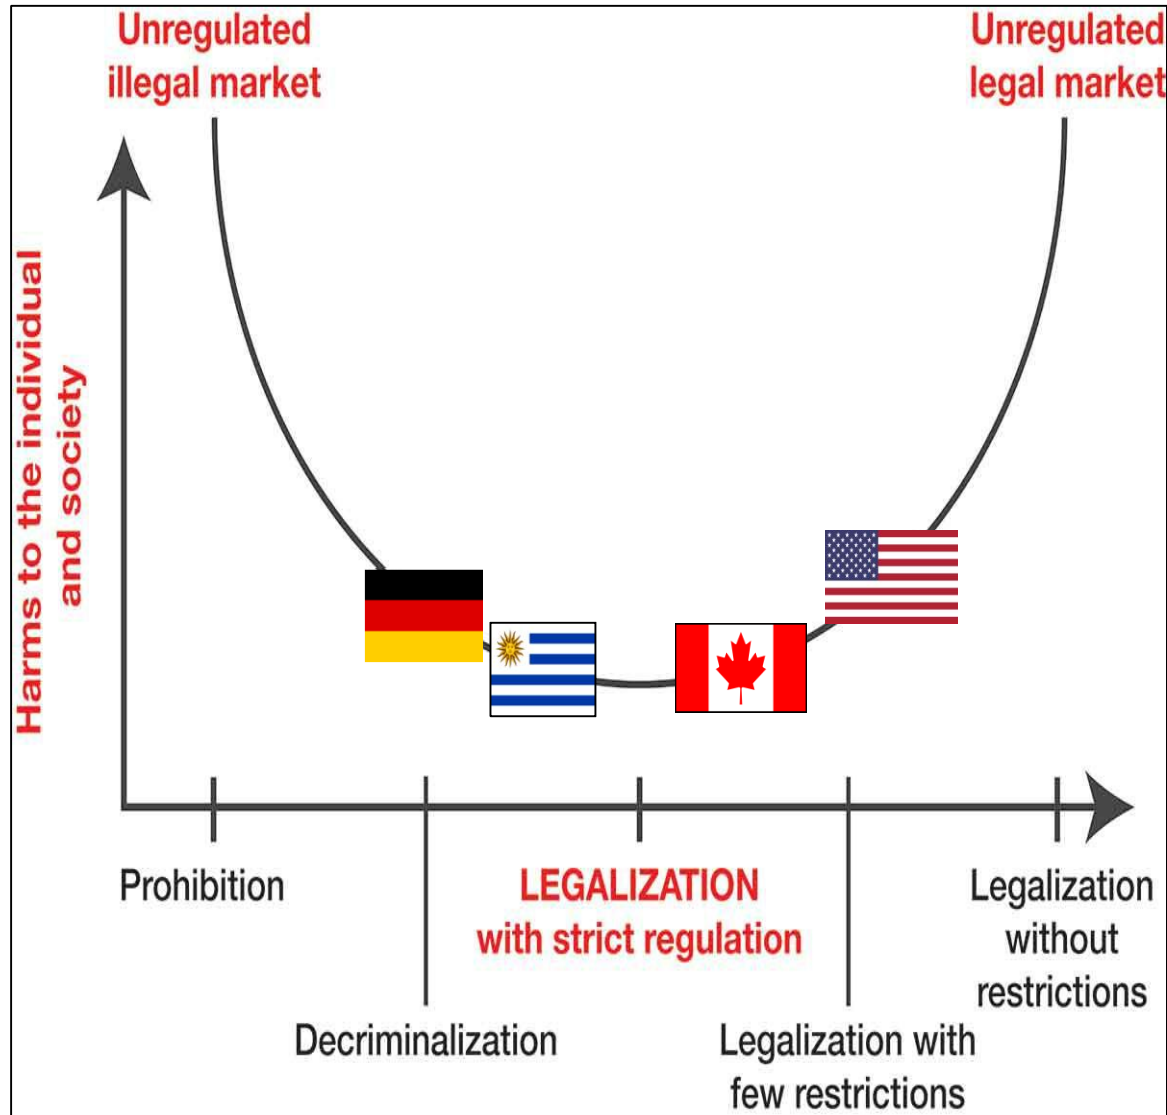 Unregulated
illegal market
Unregulated
legal market
Harms to the individual
and society
Prohibition
LEGALIZATION
with strict regulation
Legalization
without
restrictions
Decriminalization
Legalization with
few restrictions